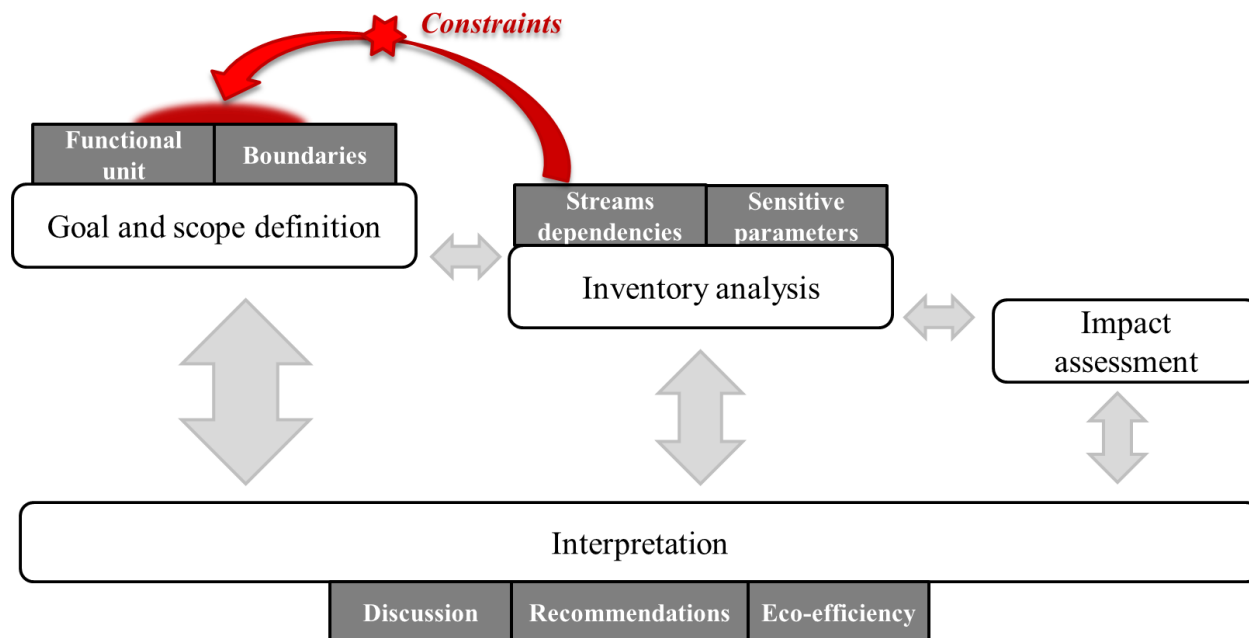 Constraints
Functional
unit
Boundaries
Goal and scope definition
Streams
dependencies
Sensitive
parameters
Inventory analysis
Impact
assessment
Interpretation
Discussion
Recommendations
Eco-efficiency